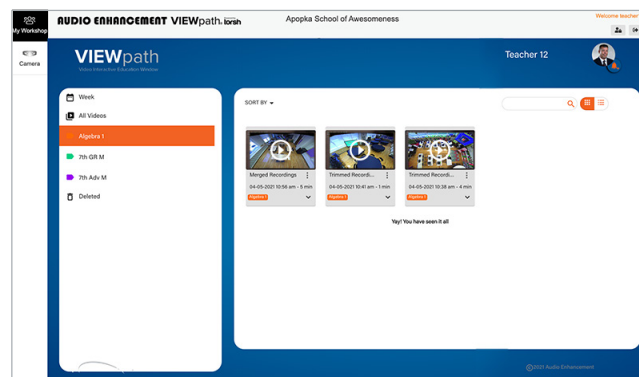 My Workshop
Camera
AUDIO ENHANCEMENT VIEWpath. torsh
Apopka School of Awesomeness
Welcome teacher
VIEWpath
Video Interactive Education Window
Teacher 12
Week
All Videos
Algebra 1
7th GR M
7th Adv M
Deleted
SORT BY
Merged Recordings
04-05-2021 10:56 am - 5 min
Algebra 1
Trimmed Recordi...
04-05-2021 10:41 am - 1 min
Algebra 1
Trimmed Recordi...
04-05-2021 10:38 am - 4 min
Algebra 1
Yay! You have seen it all
©2021 Audio Enhancement